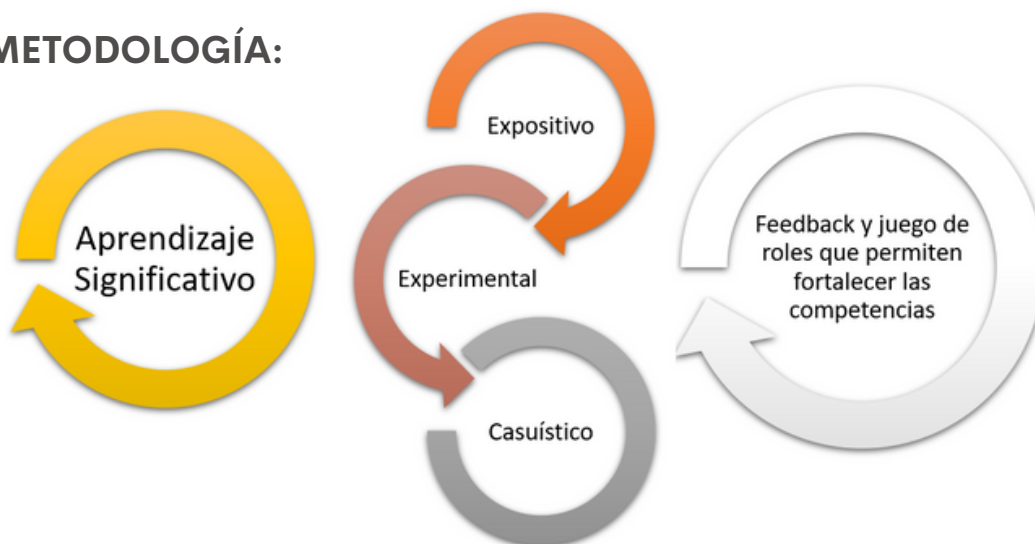 METODOLOGÍA:
Aprendizaje
Significativo
Expositivo
Experimental
Casuístico
Feedback y juego de
roles que permiten
fortalecer las
competencias